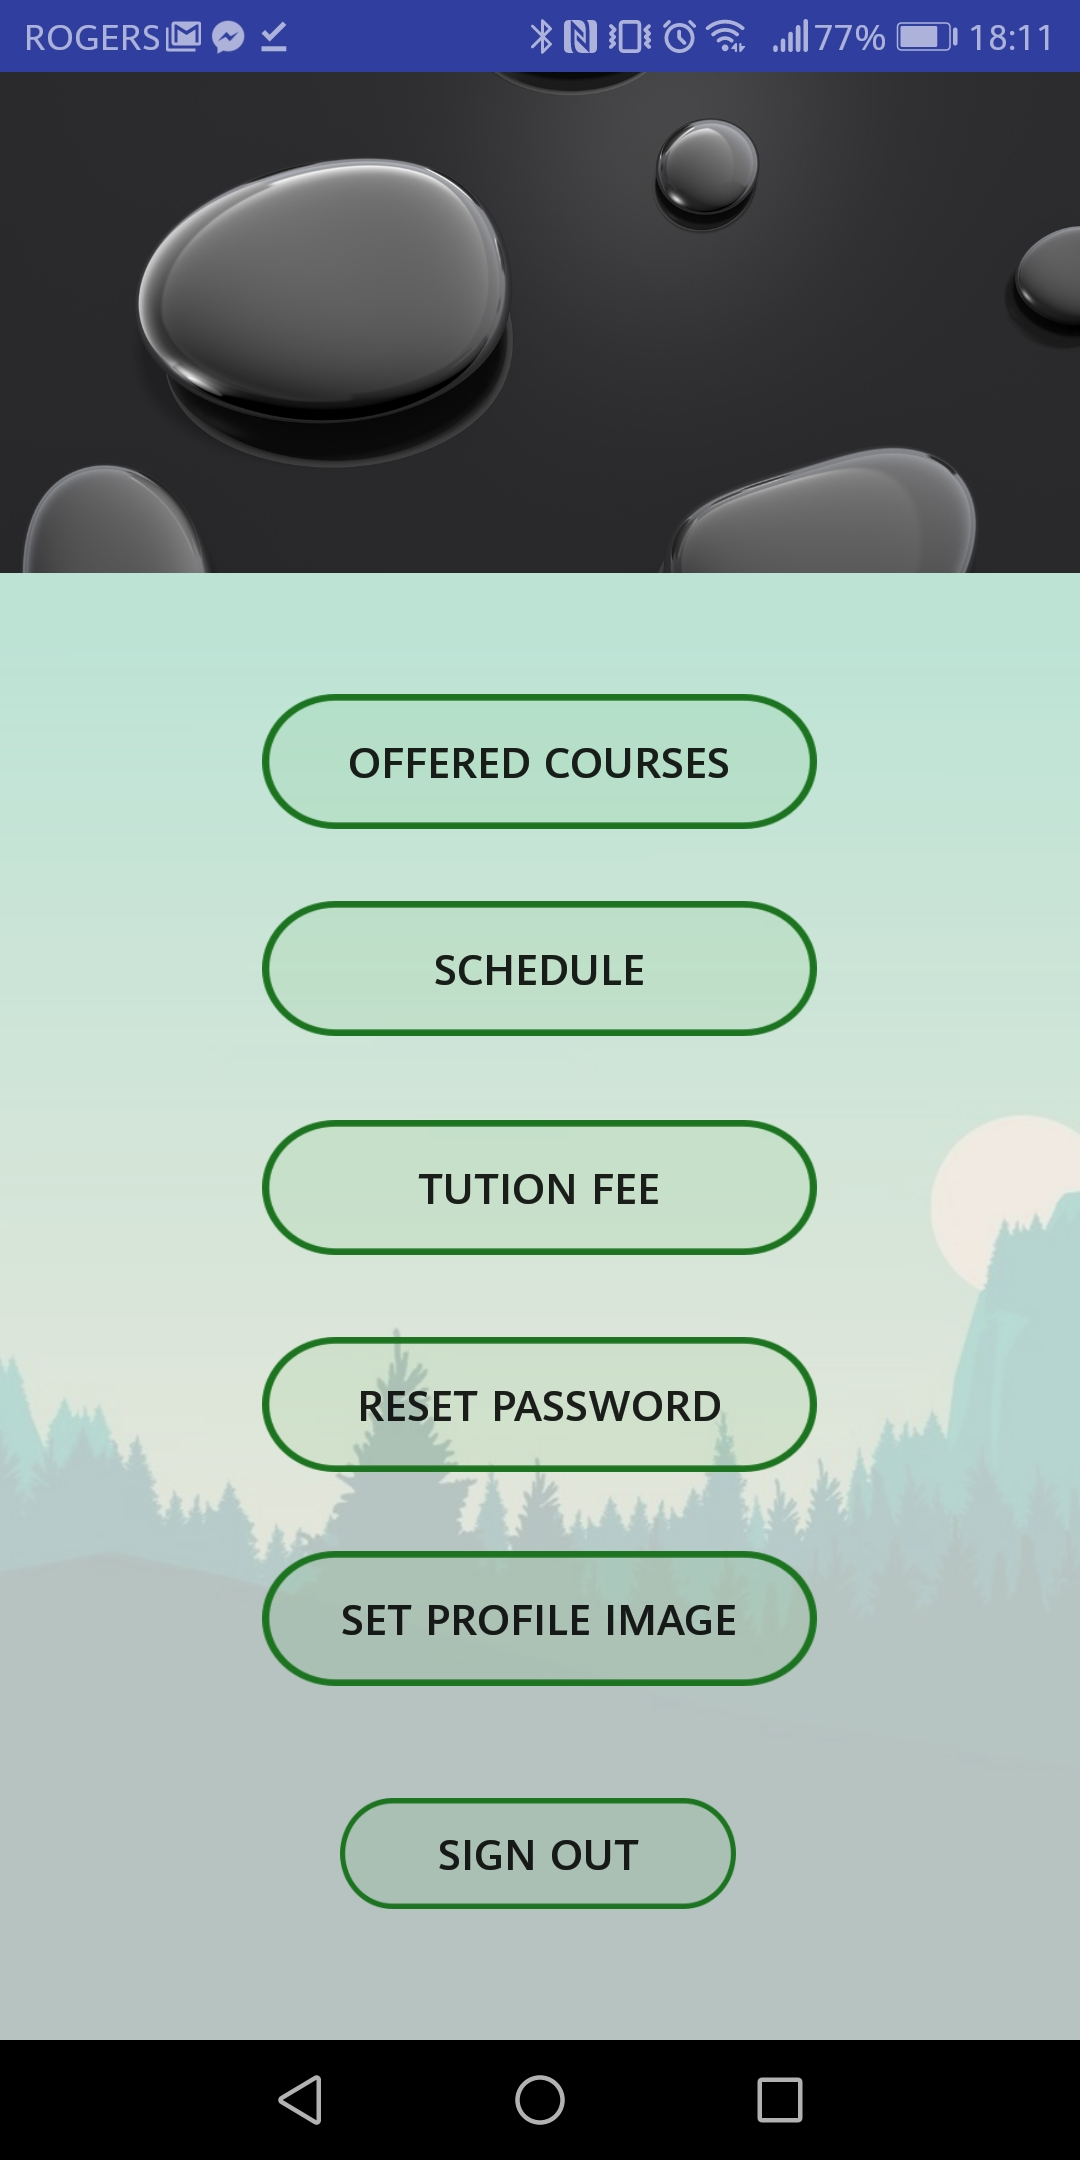 ROGERS 77% 18:11
OFFERED COURSES
SCHEDULE
TUTION FEE
RESET PASSWORD
SET PROFILE IMAGE
SIGN OUT